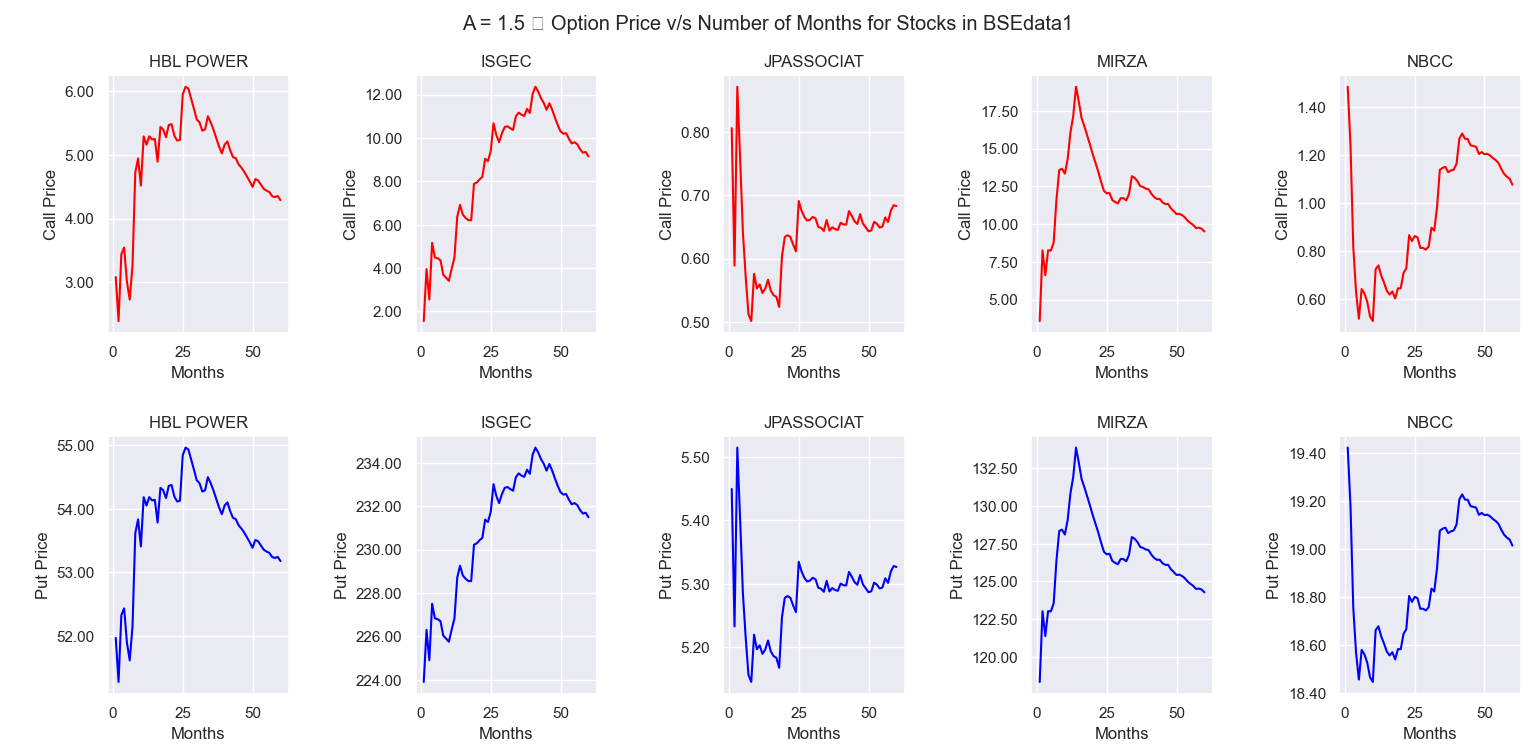 A = 1.5 Option Price v/s Number of Months for Stocks in BSEdata1
HBL POWER
6.00
5.00
4.00
3.00
Call Price
0 25 50
Months
ISGEC
12.00
10.00
8.00
6.00
4.00
2.00
Call Price
0 25 50
Months
JPASSOCIAT
0.80
0.70
0.60
0.50
Call Price
0 25 50
Months
MIRZA
17.50
15.00
12.50
10.00
7.50
5.00
Call Price
0 25 50
Months
NBCC
1.40
1.20
1.00
0.80
0.60
Call Price
0 25 50
Months
HBL POWER
55.00
54.00
53.00
52.00
Put Price
0 25 50
Months
ISGEC
234.00
232.00
230.00
228.00
226.00
224.00
Put Price
0 25 50
Months
JPASSOCIAT
5.50
5.40
5.30
5.20
Put Price
0 25 50
Months
MIRZA
132.50
130.00
127.50
125.00
122.50
120.00
Put Price
0 25 50
Months
NBCC
19.40
19.20
19.00
18.80
18.60
18.40
Put Price
0 25 50
Months